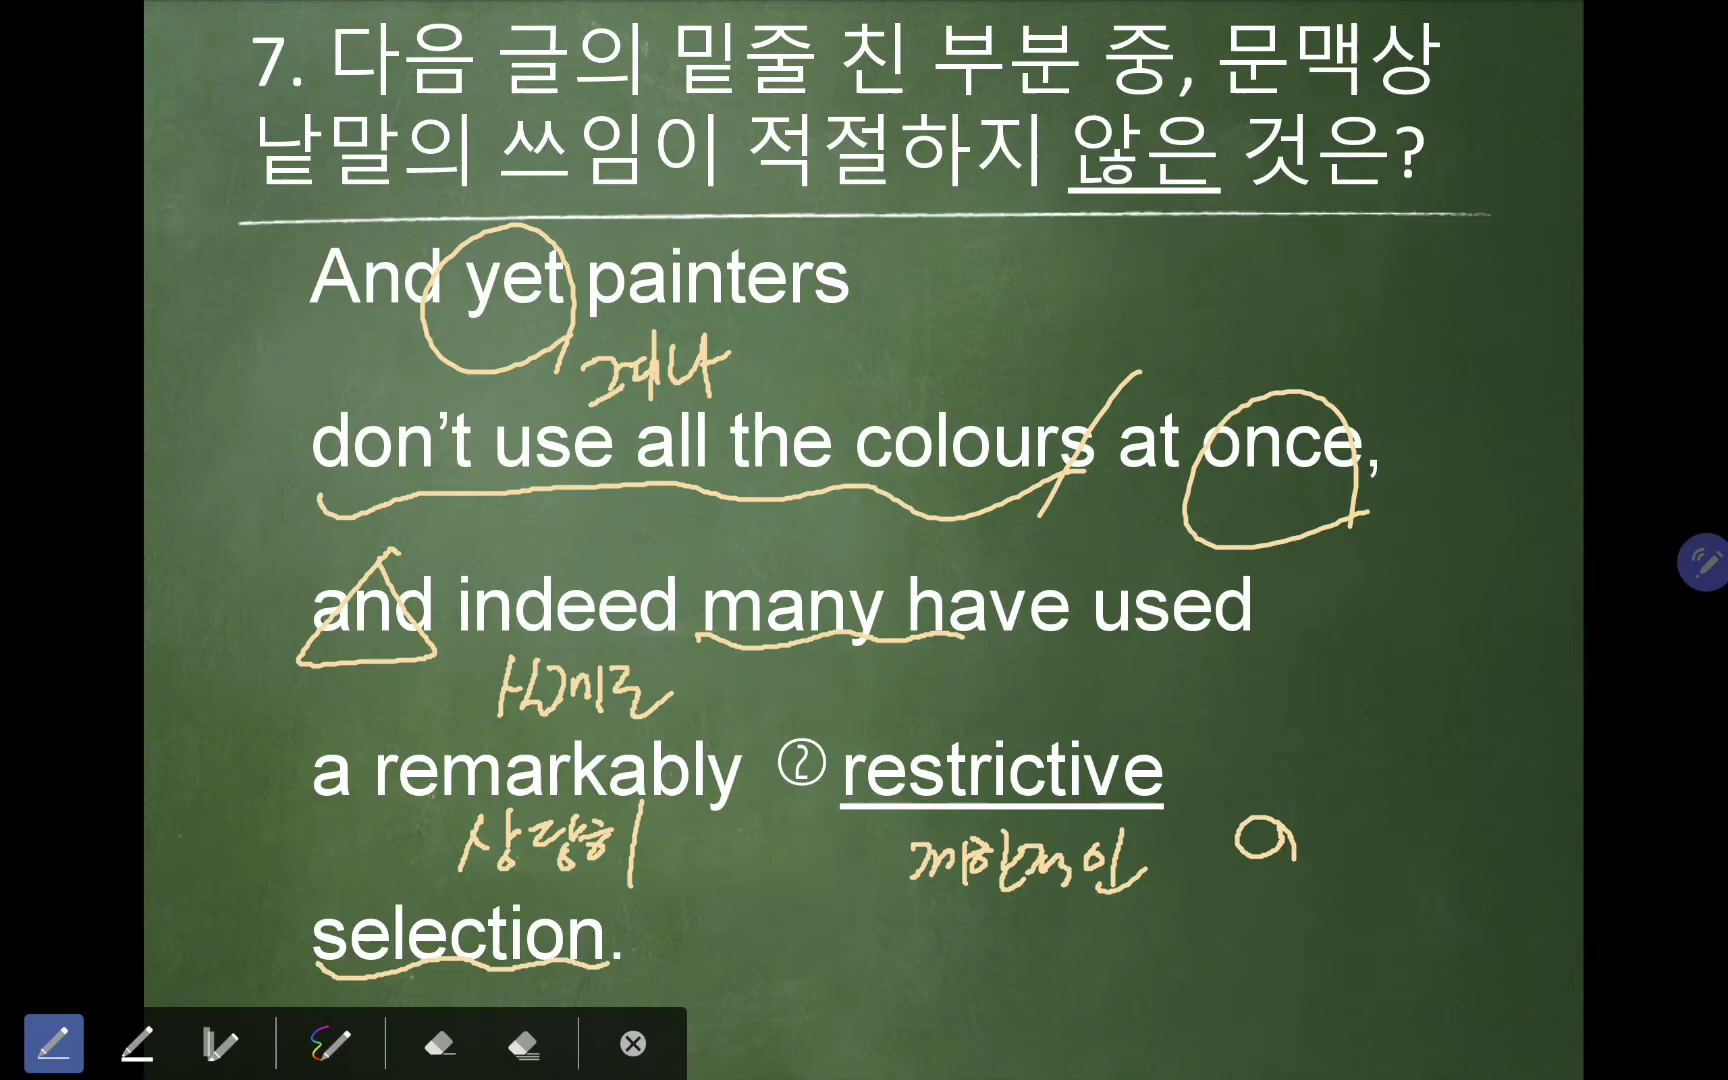 7. 다음 글의 밑줄 친 부분 중, 문맥상
낱말의 쓰임이 적절하지 않은 것은?
And yet painters
그러나
don’t use all the colours at once,
and indeed many have used
실제로
a remarkably ② restrictive
상당히 제한적인
selection.